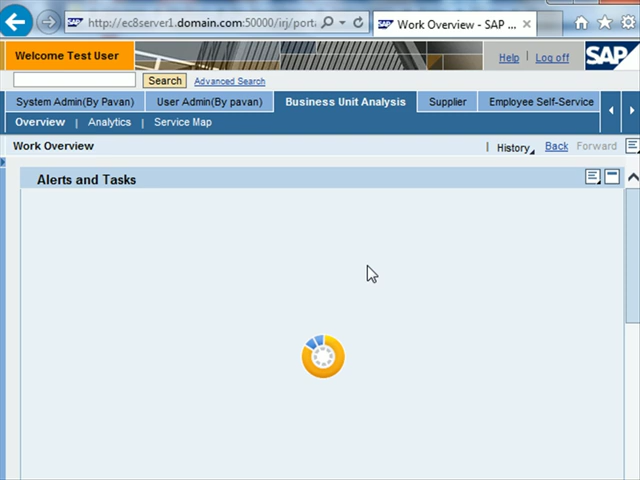 SAP http://ec8server1.domain.com:50000/irj/porta SAP Work Overview - SAP ...
Welcome Test User Help Log off SAP
Search Advanced Search
System Admin(By Pavan) User Admin(By pavan) Business Unit Analysis Supplier Employee Self-Service
Overview | Analytics | Service Map
Work Overview | History Back Forward
Alerts and Tasks